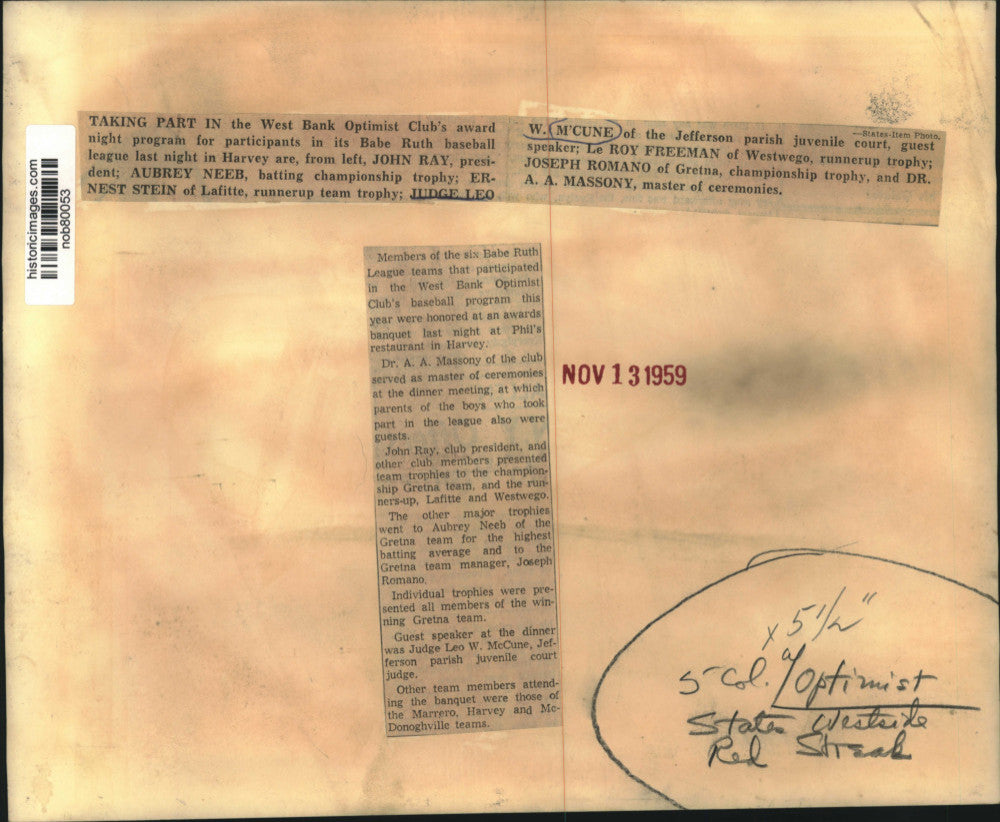 TAKING PART IN the West Bank Optimist Club's award
night program for participants in its Babe Ruth baseball
league last night in Harvey are, from left, JOHN RAY, presi-
dent; AUBREY NEEB, batting championship trophy; ER-
NEST STEIN of Lafitte, runnerup team trophy; JUDGE LEO
—States-Item Photo.
W. M'CUNE of the Jefferson parish juvenile court, guest
speaker; Le ROY FREEMAN of Westwego, runnerup trophy;
JOSEPH ROMANO of Gretna, championship trophy, and DR.
A. A. MASSONY, master of ceremonies.
historicimages.com
nob80053
Members of the six Babe Ruth
League teams that participated
in the West Bank Optimist
Club's baseball program this
year were honored at an awards
banquet last night at Phil's
restaurant in Harvey.
Dr. A. A. Massony of the club
served as master of ceremonies
at the dinner meeting, at which
parents of the boys who took
part in the league also were
guests.
John Ray, club president, and
other club members presented
team trophies to the champion-
ship Gretna team, and the run-
ners-up, Lafitte and Westwego.
The other major trophies
went to Aubrey Neeb of the
Gretna team for the highest
batting average and to the
Gretna team manager, Joseph
Romano.
Individual trophies were pre-
sented all members of the win-
ning Gretna team.
Guest speaker at the dinner
was Judge Leo W. McCune, Jef-
ferson parish juvenile court
judge.
Other team members attend-
ing the banquet were those of
the Marrero, Harvey and Mc-
Donoghville teams.
NOV 13 1959
x 5 1/2"
5 Col. Optimist
States Westside
Red Streak